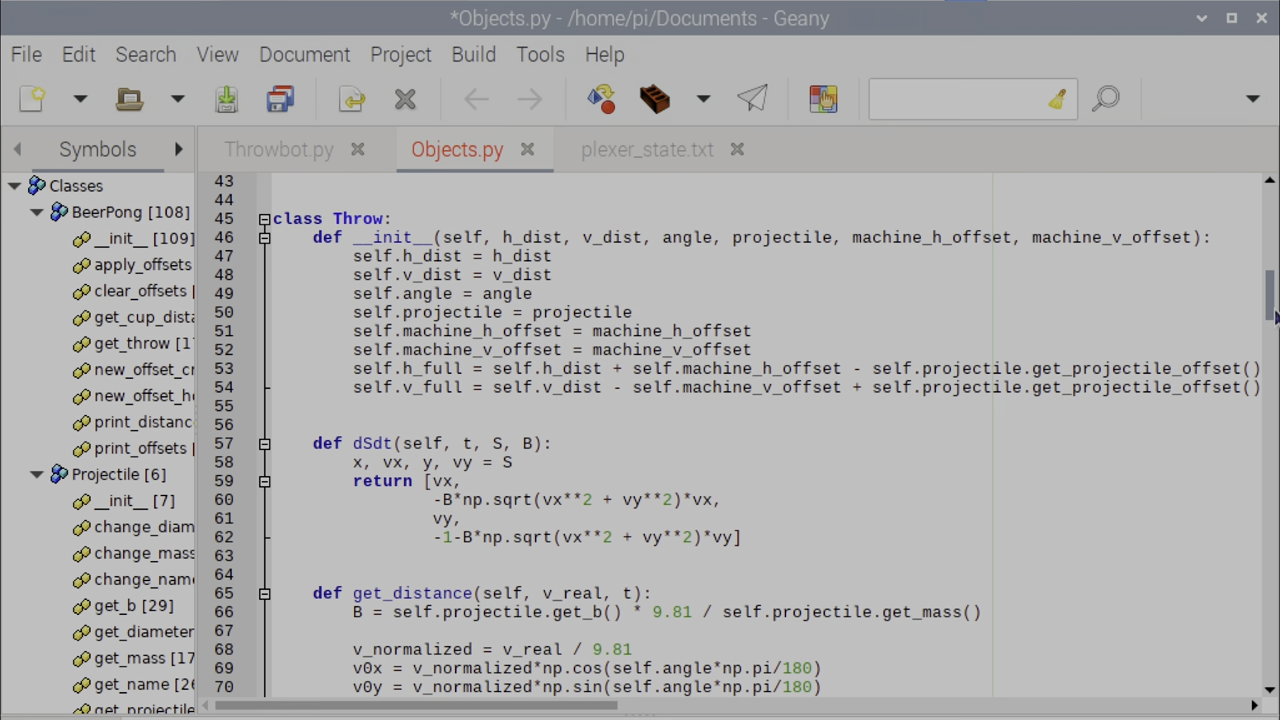 *Objects.py - /home/pi/Documents - Geany
File Edit Search View Document Project Build Tools Help
Symbols
Throwbot.py
Objects.py
plexer_state.txt
Classes
BeerPong [108]
__init__ [109]
apply_offsets
clear_offsets [
get_cup_dista
get_throw [17
new_offset_cr
new_offset_ho
print_distanc
print_offsets [
Projectile [6]
__init__ [7]
change_diam
change_mass
change_name
get_b [29]
get_diameter
get_mass [17
get_name [26
get_projectile
43
44
45 class Throw:
46     def __init__(self, h_dist, v_dist, angle, projectile, machine_h_offset, machine_v_offset):
47         self.h_dist = h_dist
48         self.v_dist = v_dist
49         self.angle = angle
50         self.projectile = projectile
51         self.machine_h_offset = machine_h_offset
52         self.machine_v_offset = machine_v_offset
53         self.h_full = self.h_dist + self.machine_h_offset - self.projectile.get_projectile_offset()
54         self.v_full = self.v_dist - self.machine_v_offset + self.projectile.get_projectile_offset()
55
56
57     def dSdt(self, t, S, B):
58         x, vx, y, vy = S
59         return [vx,
60                 -B*np.sqrt(vx**2 + vy**2)*vx,
61                 vy,
62                 -1-B*np.sqrt(vx**2 + vy**2)*vy]
63
64
65     def get_distance(self, v_real, t):
66         B = self.projectile.get_b() * 9.81 / self.projectile.get_mass()
67
68         v_normalized = v_real / 9.81
69         v0x = v_normalized*np.cos(self.angle*np.pi/180)
70         v0y = v_normalized*np.sin(self.angle*np.pi/180)